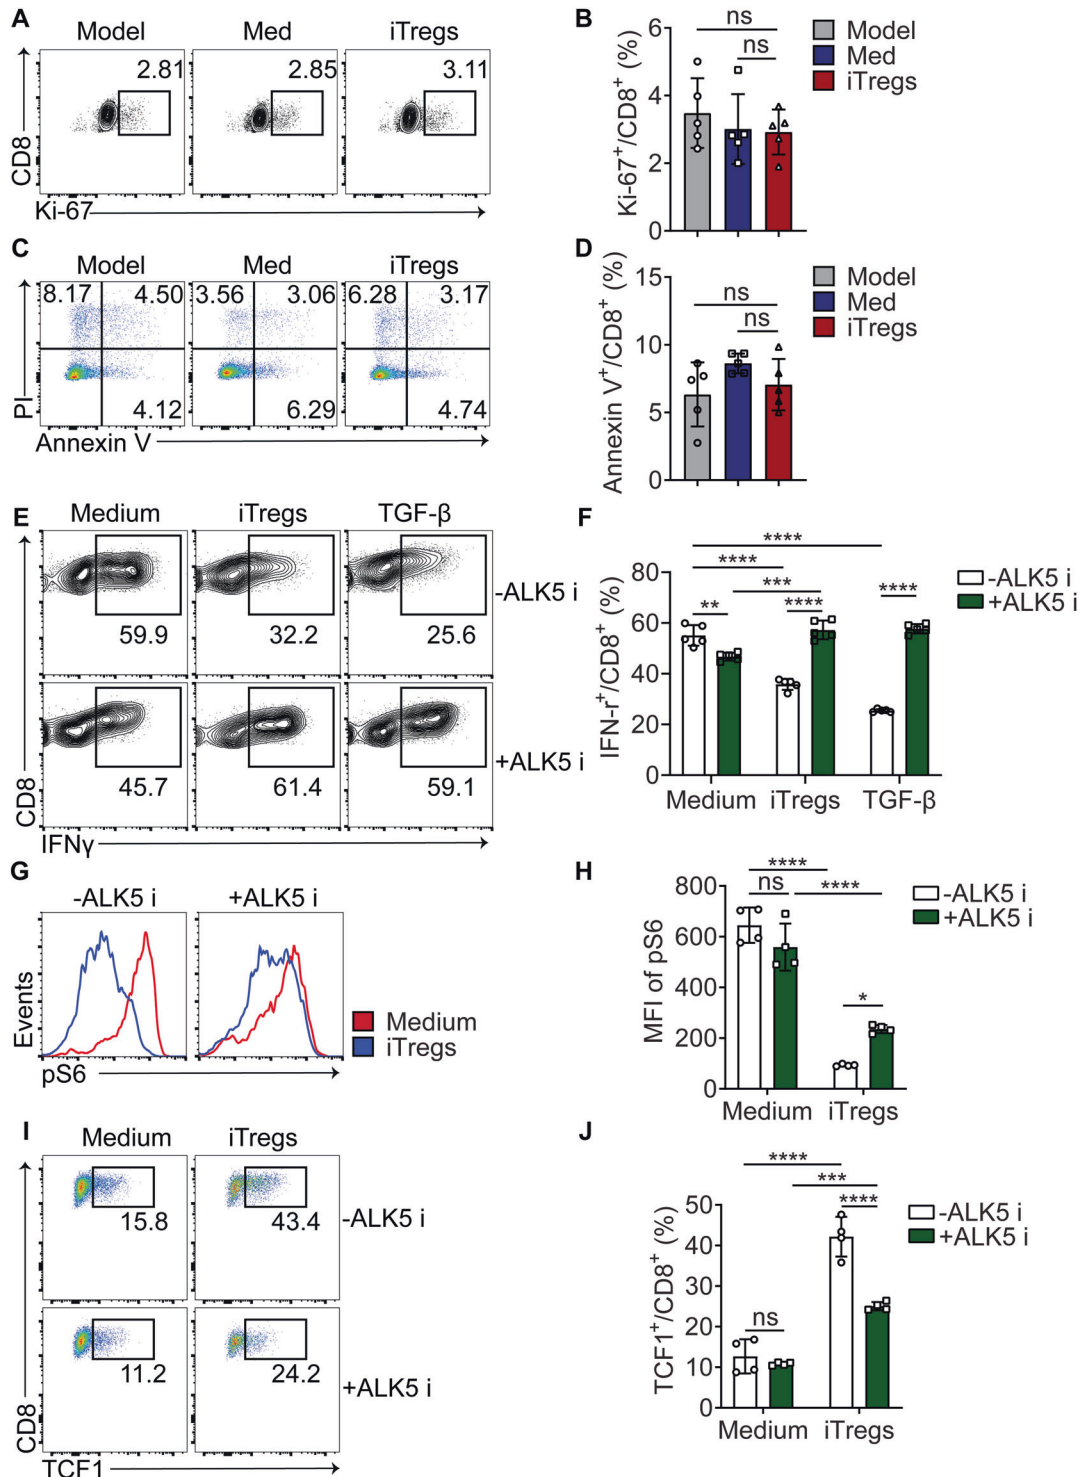 A
Model Med iTregs
2.81 2.85 3.11
CD8
Ki-67
B
Ki-67+/CD8+ (%)
6
4
2
0
ns
ns
Model
Med
iTregs
C
Model Med iTregs
8.17 4.50 3.56 3.06 6.28 3.17
4.12 6.29 4.74
PI
Annexin V
D
Annexin V+/CD8+ (%)
15
10
5
0
ns
ns
Model
Med
iTregs
E
Medium iTregs TGF-β
-ALK5 i
59.9 32.2 25.6
+ALK5 i
45.7 61.4 59.1
CD8
IFNγ
F
IFN-r+/CD8+ (%)
80
60
40
20
0
****
****
***
** **** ****
-ALK5 i
+ALK5 i
Medium iTregs TGF-β
G
-ALK5 i +ALK5 i
Events
pS6
Medium
iTregs
H
MFI of pS6
800
600
400
200
0
****
ns ****
*
-ALK5 i
+ALK5 i
Medium iTregs
I
Medium iTregs
15.8 43.4
-ALK5 i
11.2 24.2
+ALK5 i
CD8
TCF1
J
TCF1+/CD8+ (%)
50
40
30
20
10
0
****
***
****
ns
-ALK5 i
+ALK5 i
Medium iTregs